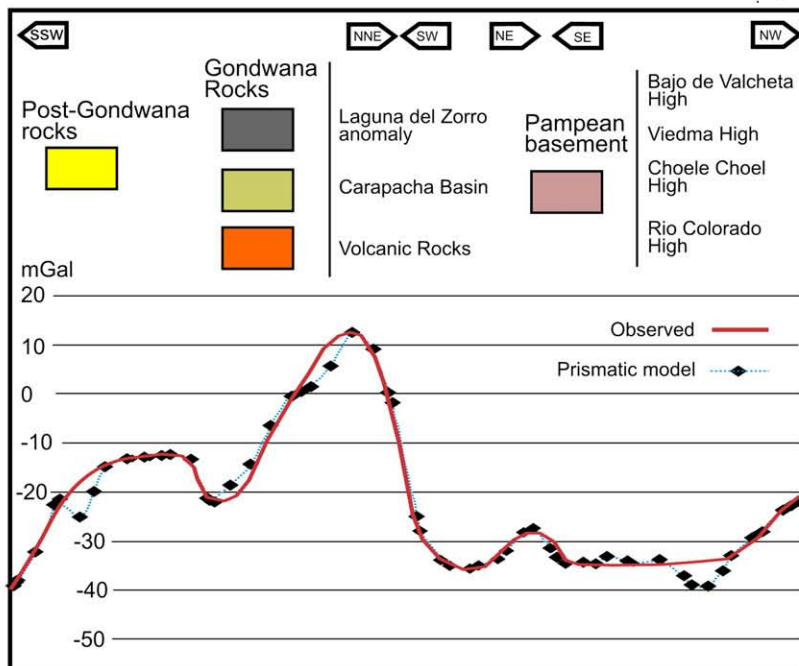 SSW
NNE
SW
NE
SE
NW
Post-Gondwana
rocks
Gondwana
Rocks
Laguna del Zorro
anomaly
Carapacha Basin
Volcanic Rocks
Pampean
basement
Bajo de Valcheta
High
Viedma High
Choele Choel
High
Rio Colorado
High
mGal
20
10
0
-10
-20
-30
-40
-50
Observed
Prismatic model